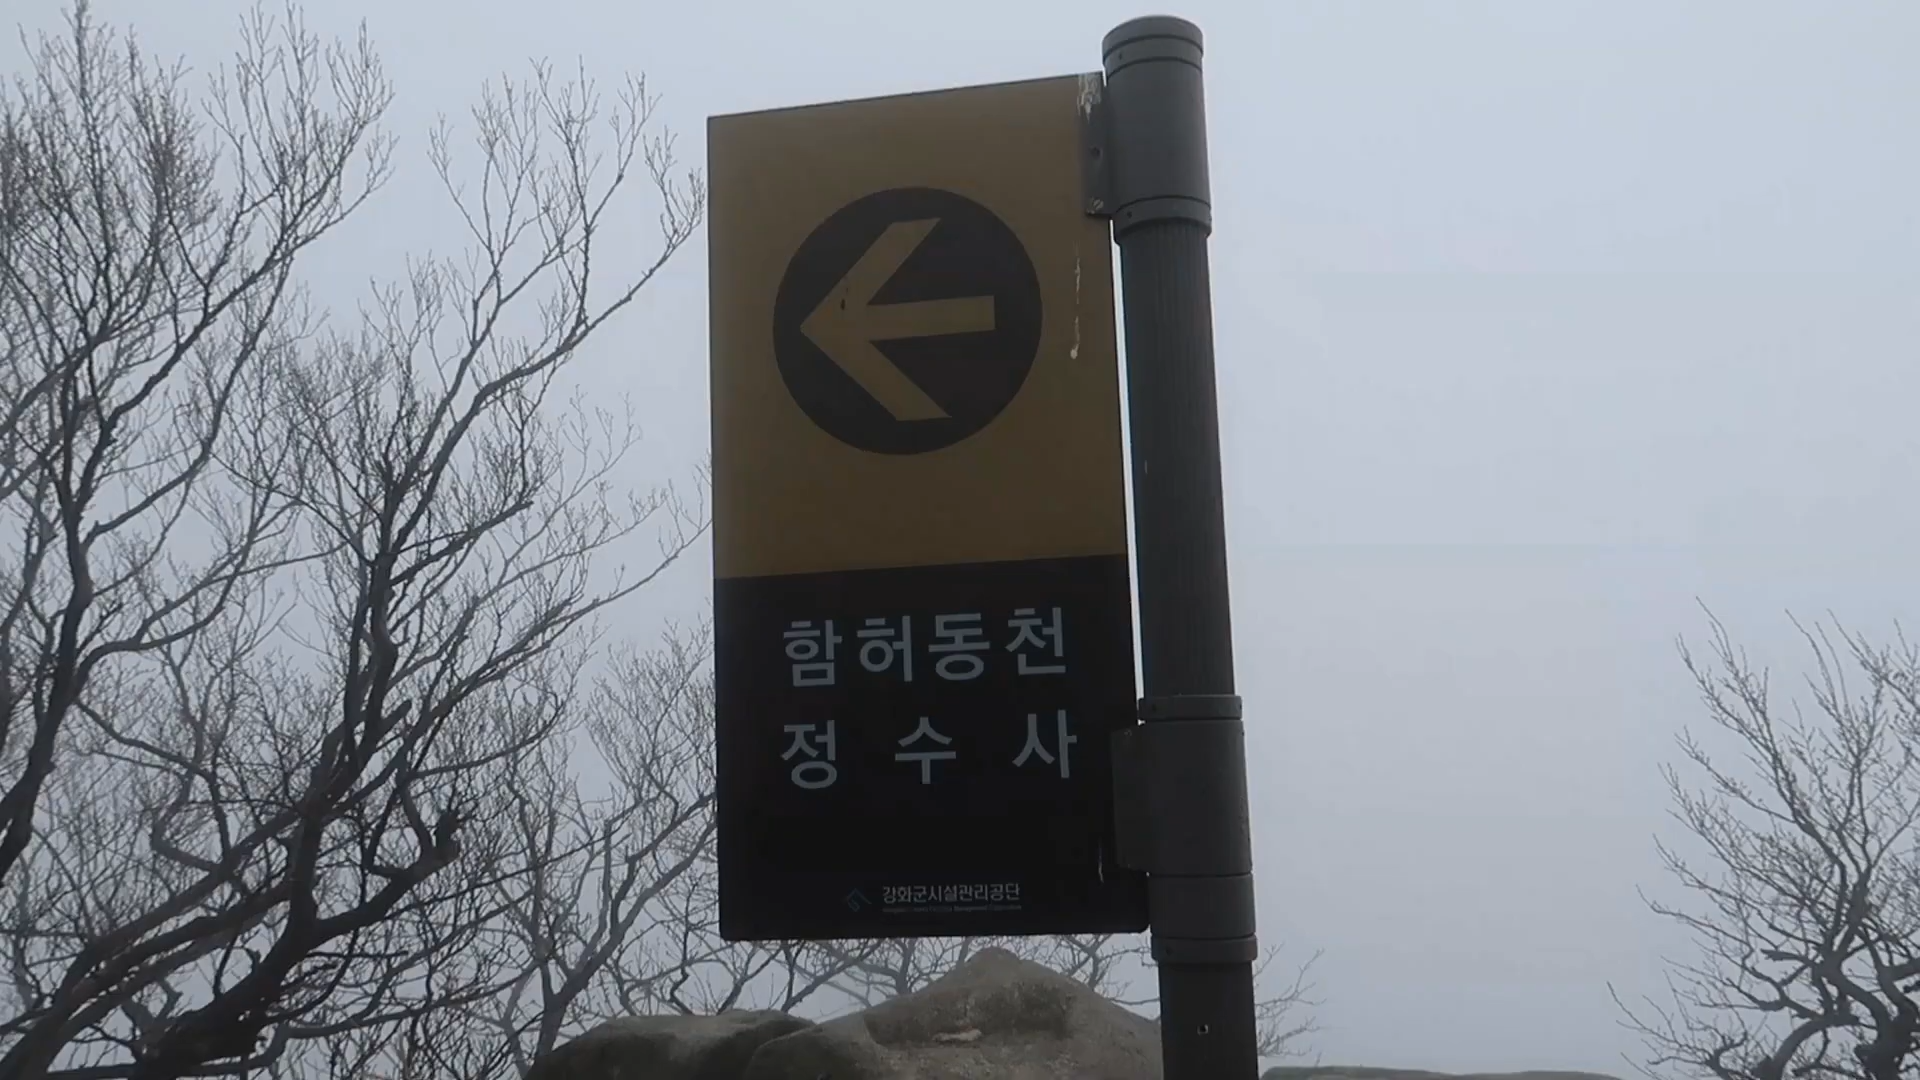 함허동천
정 수 사
강화군시설관리공단